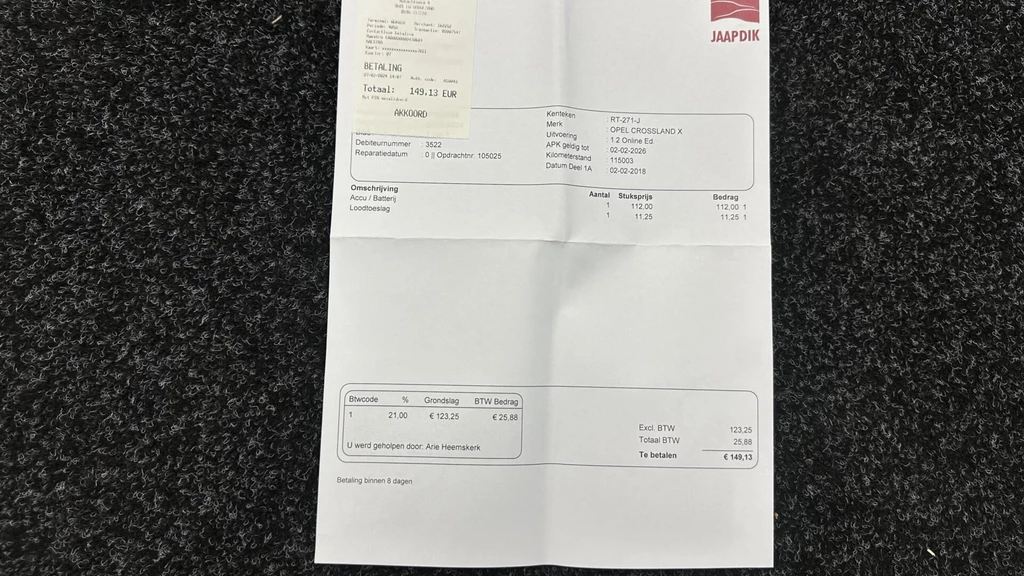 JAAPDIK
BETALING
Totaal: 149,13 EUR
AKKOORD
Debiteurnummer : 3522
Reparatiedatum : 0 || Opdrachtnr: 105025
Kenteken : RT-271-J
Merk : OPEL CROSSLAND X
Uitvoering : 1.2 Online Ed.
APK geldig tot : 02-02-2026
Kilometerstand : 115003
Datum Deel 1A : 02-02-2018
Omschrijving Aantal Stuksprijs Bedrag
Accu / Batterij 1 112,00 112,00 1
Loodtoeslag 1 11,25 11,25 1
Btwcode % Grondslag BTW Bedrag
1 21,00 € 123,25 € 25,88
U werd geholpen door: Arie Heemskerk
Excl. BTW 123,25
Totaal BTW 25,88
Te betalen € 149,13
Betaling binnen 8 dagen